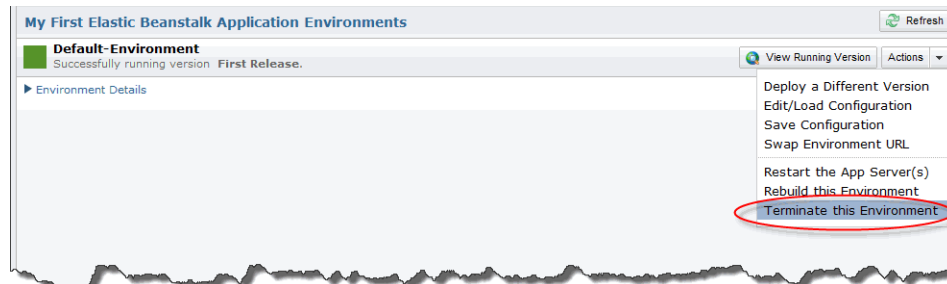 My First Elastic Beanstalk Application Environments
Refresh
Default-Environment
Successfully running version First Release.
View Running Version
Actions
Environment Details
Deploy a Different Version
Edit/Load Configuration
Save Configuration
Swap Environment URL
Restart the App Server(s)
Rebuild this Environment
Terminate this Environment